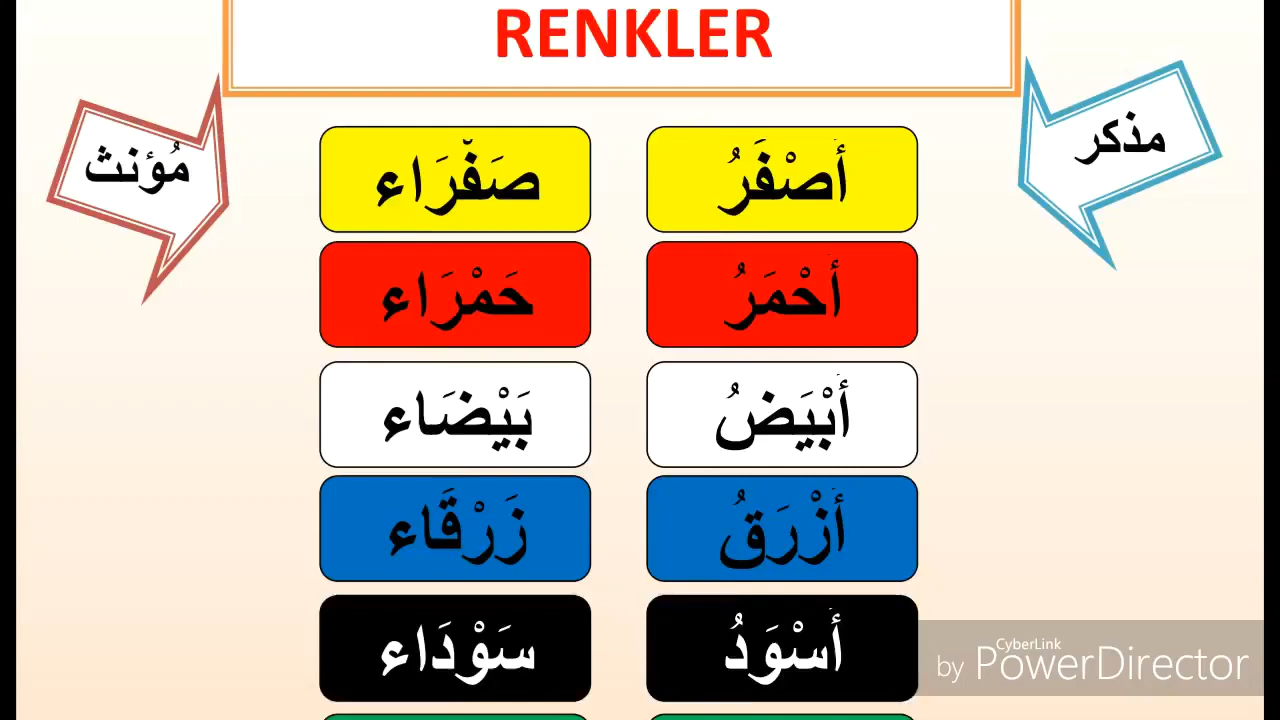 RENKLER
مذكر
مُؤنث
أَصْفَرُ
صَفّرَاء
أَحْمَرُ
حَمْرَاء
أَبْيَضُ
بَيْضَاء
أَزْرَقُ
زَرْقَاء
أَسْوَدُ
سَوْدَاء
CyberLink
by PowerDirector